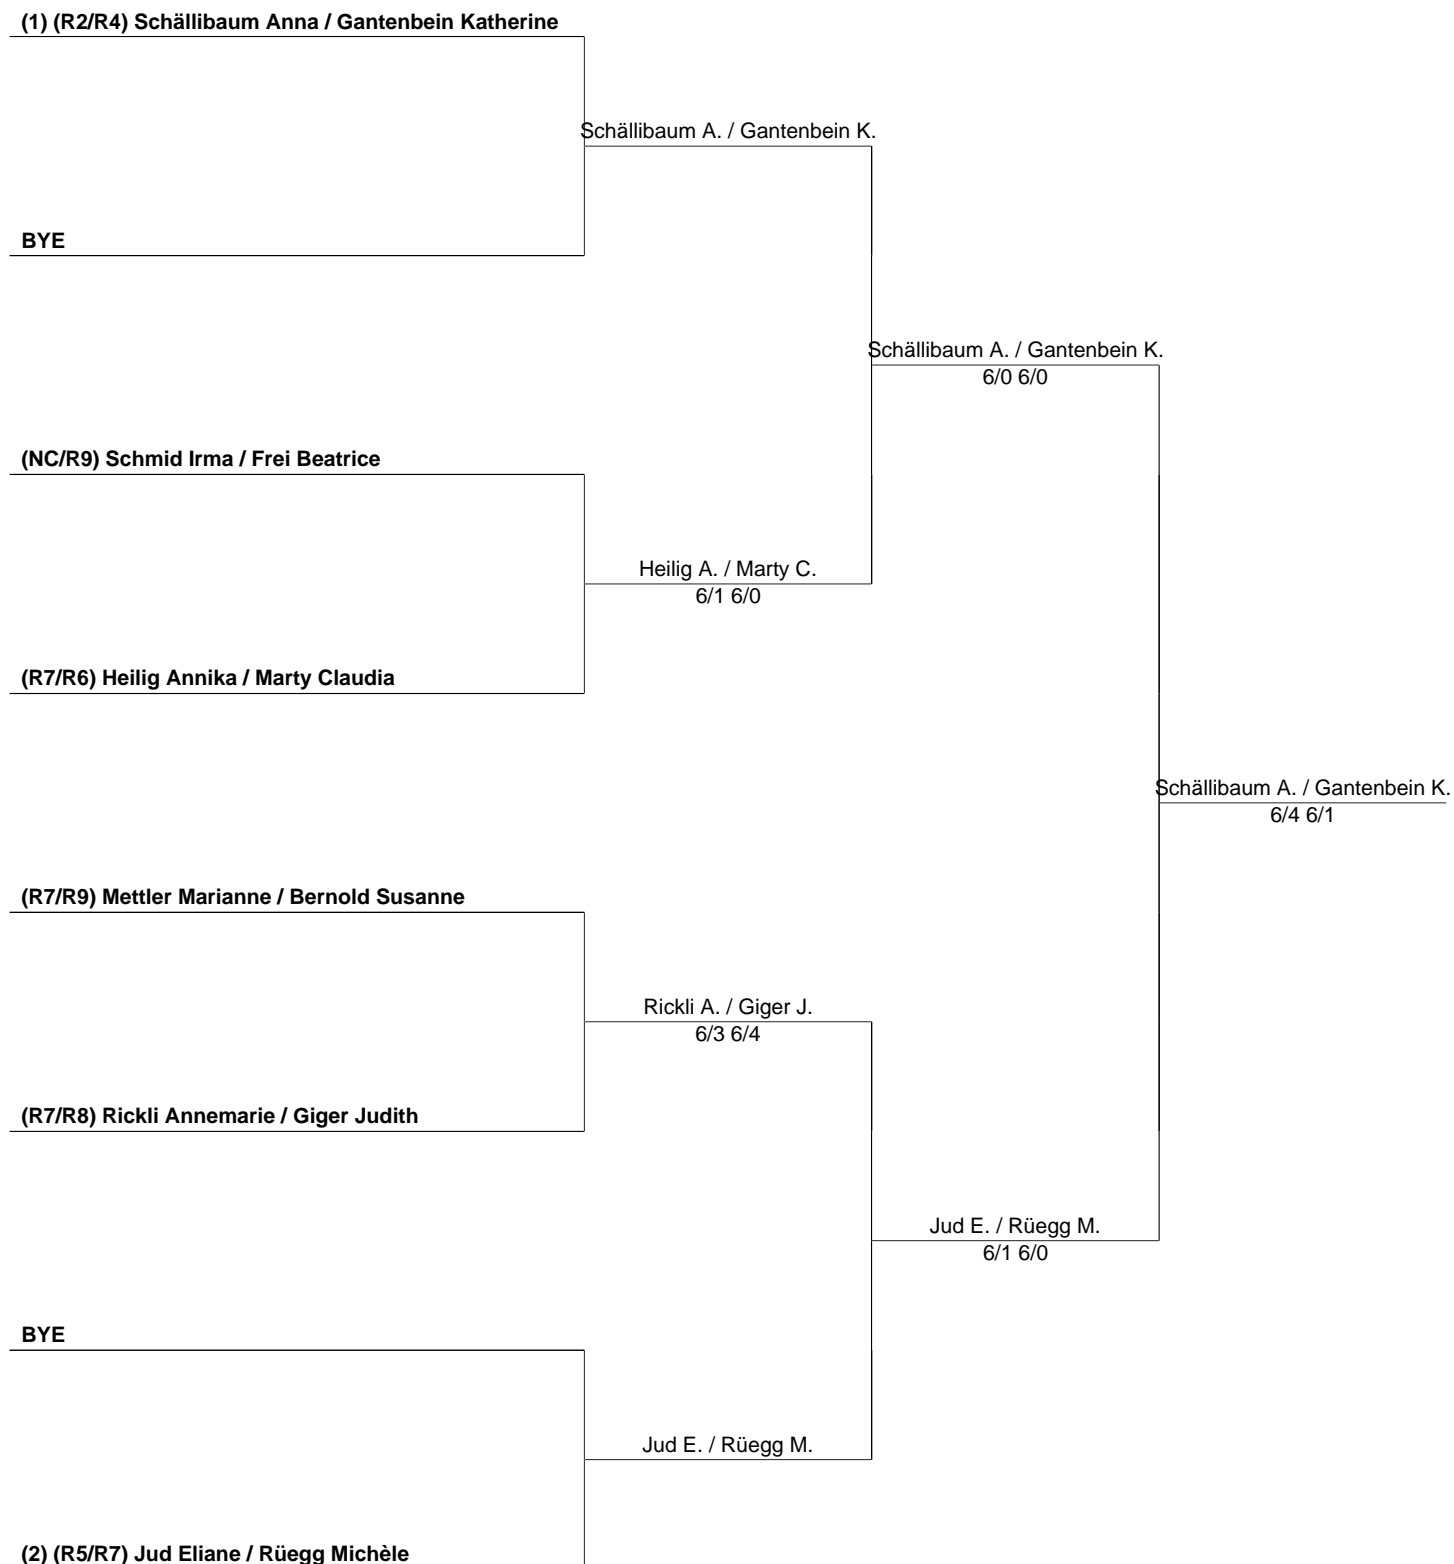 (1) (R2/R4) Schällibaum Anna / Gantenbein Katherine
Schällibaum A. / Gantenbein K.
BYE
Schällibaum A. / Gantenbein K.
6/0 6/0
(NC/R9) Schmid Irma / Frei Beatrice
Heilig A. / Marty C.
6/1 6/0
(R7/R6) Heilig Annika / Marty Claudia
Schällibaum A. / Gantenbein K.
6/4 6/1
(R7/R9) Mettler Marianne / Bernold Susanne
Rickli A. / Giger J.
6/3 6/4
(R7/R8) Rickli Annemarie / Giger Judith
Jud E. / Rüegg M.
6/1 6/0
BYE
Jud E. / Rüegg M.
(2) (R5/R7) Jud Eliane / Rüegg Michèle